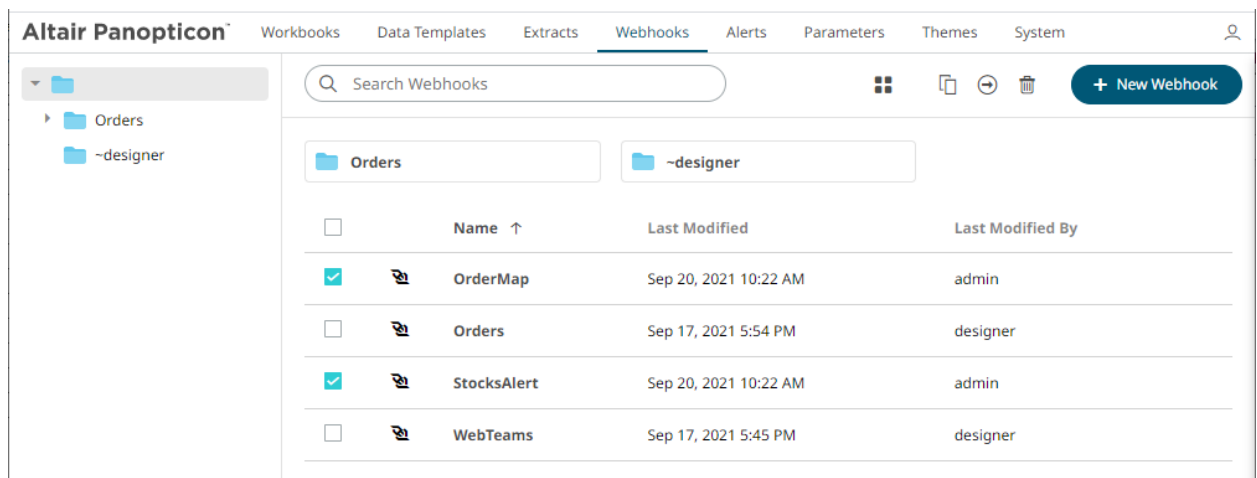 Altair Panopticon™ Workbooks Data Templates Extracts Webhooks Alerts Parameters Themes System
Search Webhooks + New Webhook
Orders
~designer
Orders ~designer
Name ↑ Last Modified Last Modified By
OrderMap Sep 20, 2021 10:22 AM admin
Orders Sep 17, 2021 5:54 PM designer
StocksAlert Sep 20, 2021 10:22 AM admin
WebTeams Sep 17, 2021 5:45 PM designer